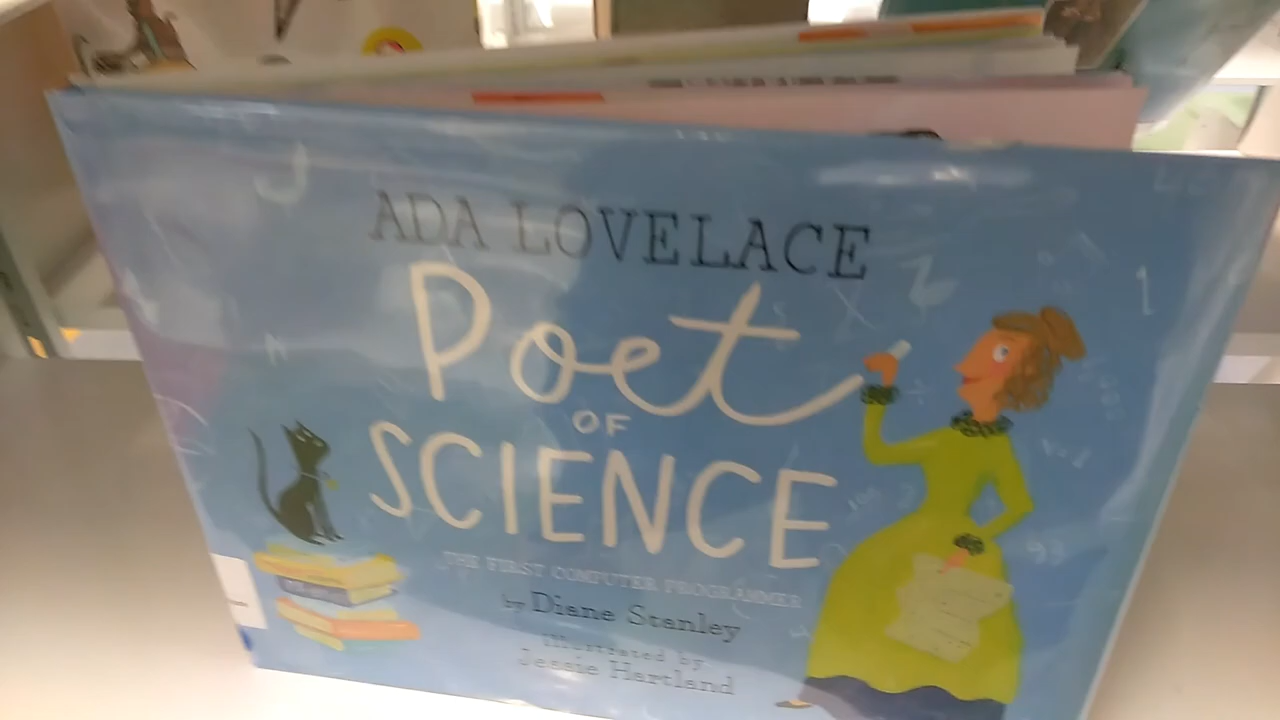 ADA LOVELACE
Poet
OF
SCIENCE
THE FIRST COMPUTER PROGRAMMER
by Diane Stanley
illustrated by
Jessie Hartland